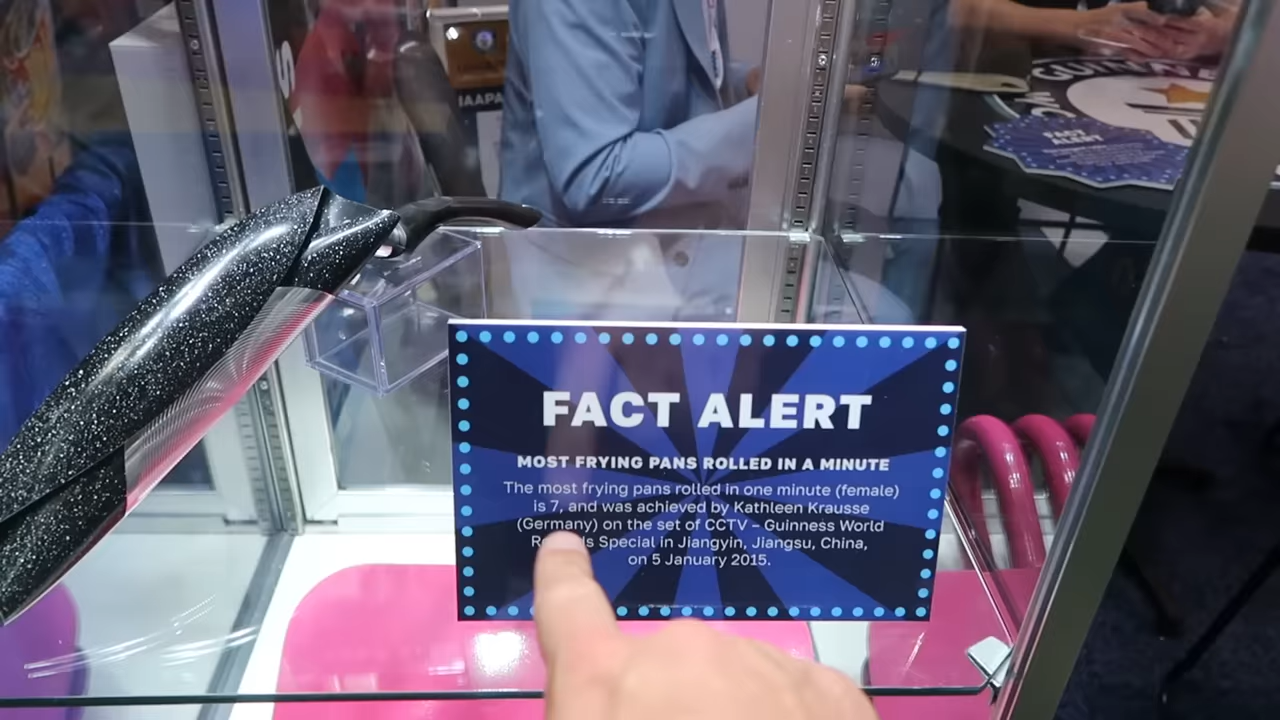 IAAPA
FACT
ALERT
FACT ALERT
MOST FRYING PANS ROLLED IN A MINUTE
The most frying pans rolled in one minute (female)
is 7, and was achieved by Kathleen Krausse
(Germany) on the set of CCTV – Guinness World
Special in Jiangyin, Jiangsu, China,
on 5 January 2015.